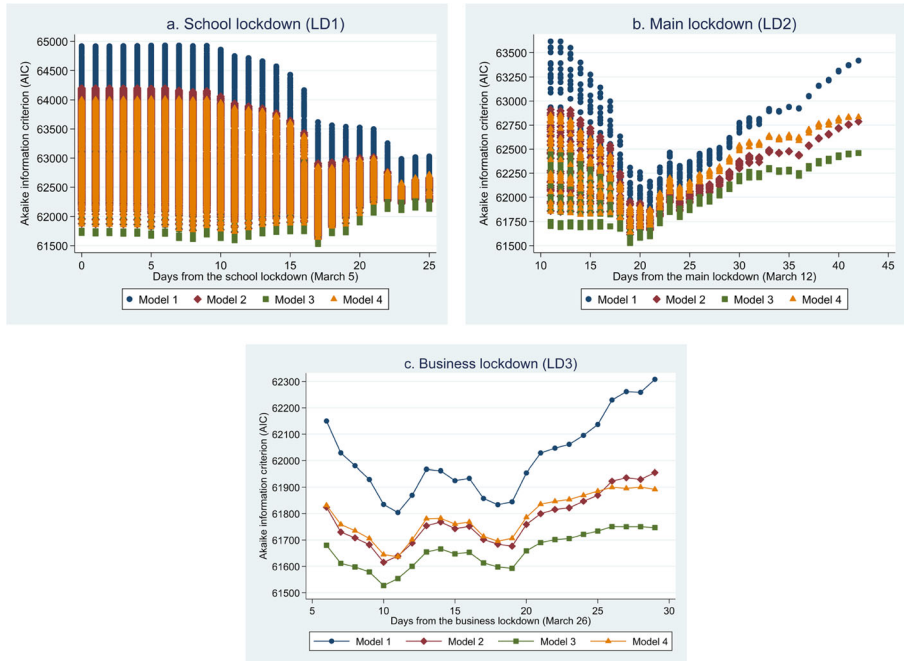 a. School lockdown (LD1)
Akaike information criterion (AIC)
65000
64500
64000
63500
63000
62500
62000
61500
0 5 10 15 20 25
Days from the school lockdown (March 5)
Model 1 Model 2 Model 3 Model 4
b. Main lockdown (LD2)
Akaike information criterion (AIC)
63500
63250
63000
62750
62500
62250
62000
61750
61500
10 15 20 25 30 35 40 45
Days from the main lockdown (March 12)
Model 1 Model 2 Model 3 Model 4
c. Business lockdown (LD3)
Akaike information criterion (AIC)
62300
62200
62100
62000
61900
61800
61700
61600
61500
5 10 15 20 25 30
Days from the business lockdown (March 26)
Model 1 Model 2 Model 3 Model 4